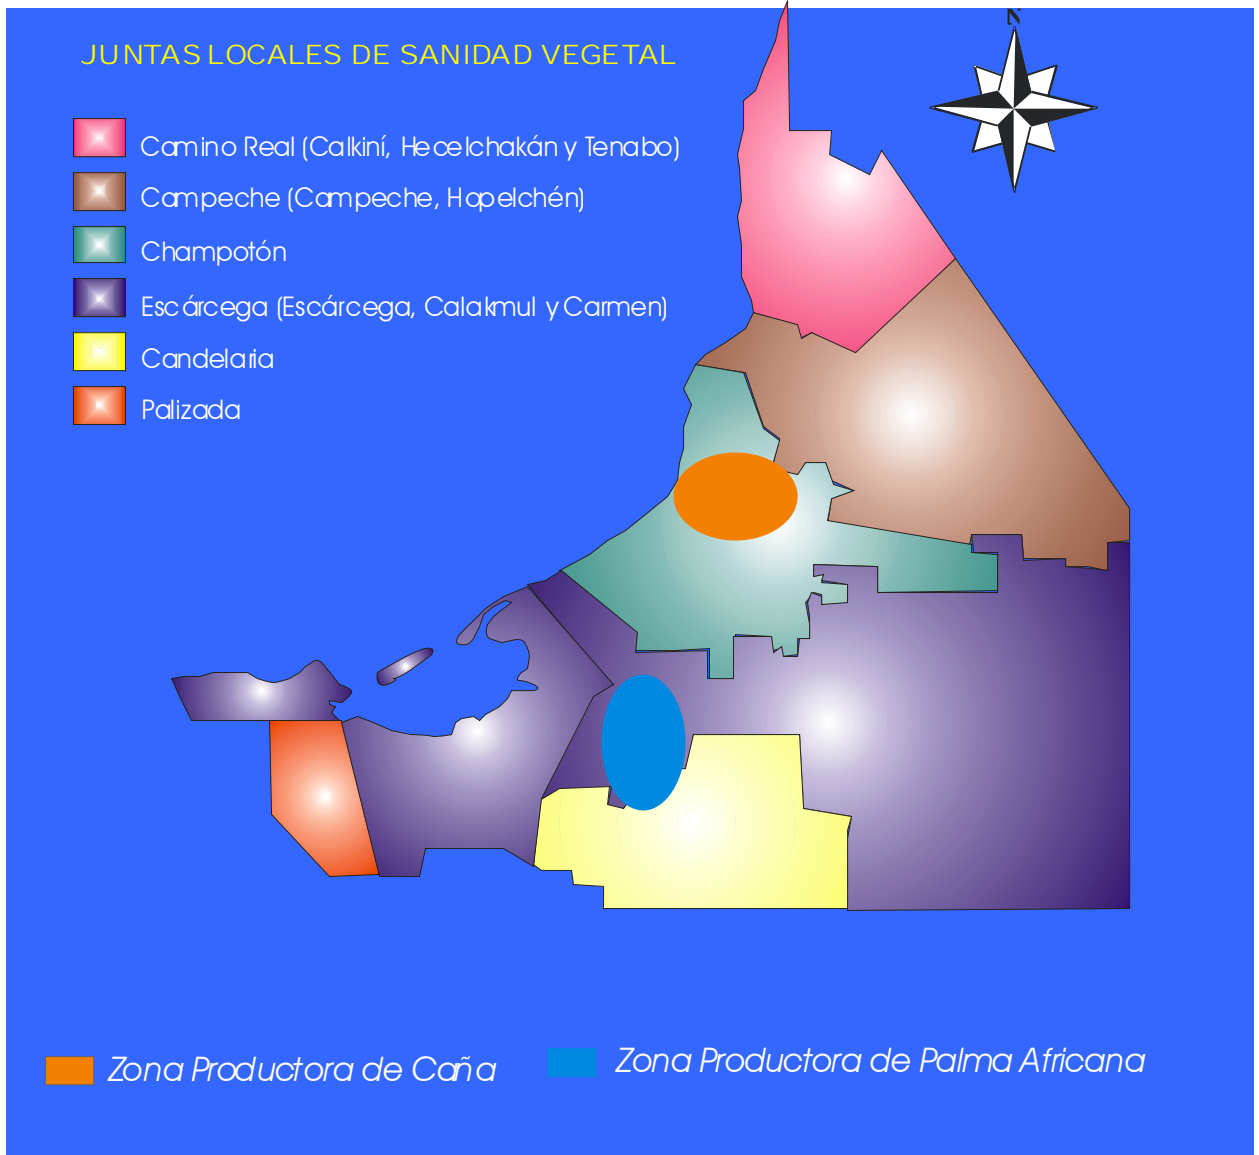 N
JUNTAS LOCALES DE SANIDAD VEGETAL
Camino Real (Calkiní, Hecelchakán y Tenabo)
Campeche (Campeche, Hopelchén)
Champotón
Escárcega (Escárcega, Calakmul y Carmen)
Candelaria
Palizada
Zona Productora de Caña
Zona Productora de Palma Africana